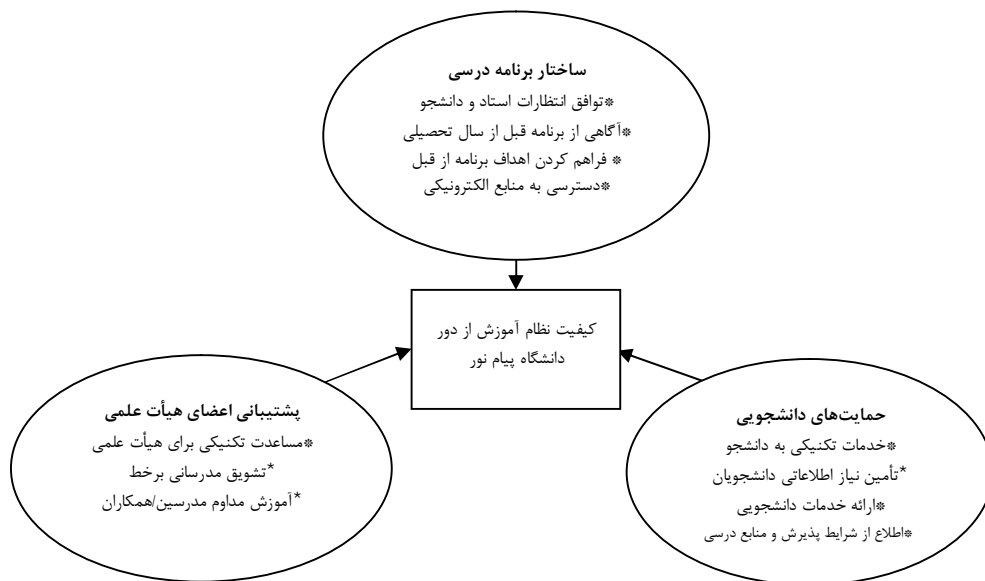 ساختار برنامه درسی
*توافق انتظارات استاد و دانشجو
*آگاهی از برنامه قبل از سال تحصیلی
* فراهم کردن اهداف برنامه از قبل
*دسترسی به منابع الکترونیکی
کیفیت نظام آموزش از دور
دانشگاه پیام نور
حمایت‌های دانشجویی
*خدمات تکنیکی به دانشجو
*تأمین نیاز اطلاعاتی دانشجویان
*ارائه خدمات دانشجویی
*اطلاع از شرایط پذیرش و منابع درسی
پشتیبانی اعضای هیأت علمی
*مساعدت تکنیکی برای هیأت علمی
*تشویق مدرسانی برخط
*آموزش مداوم مدرسین/همکاران